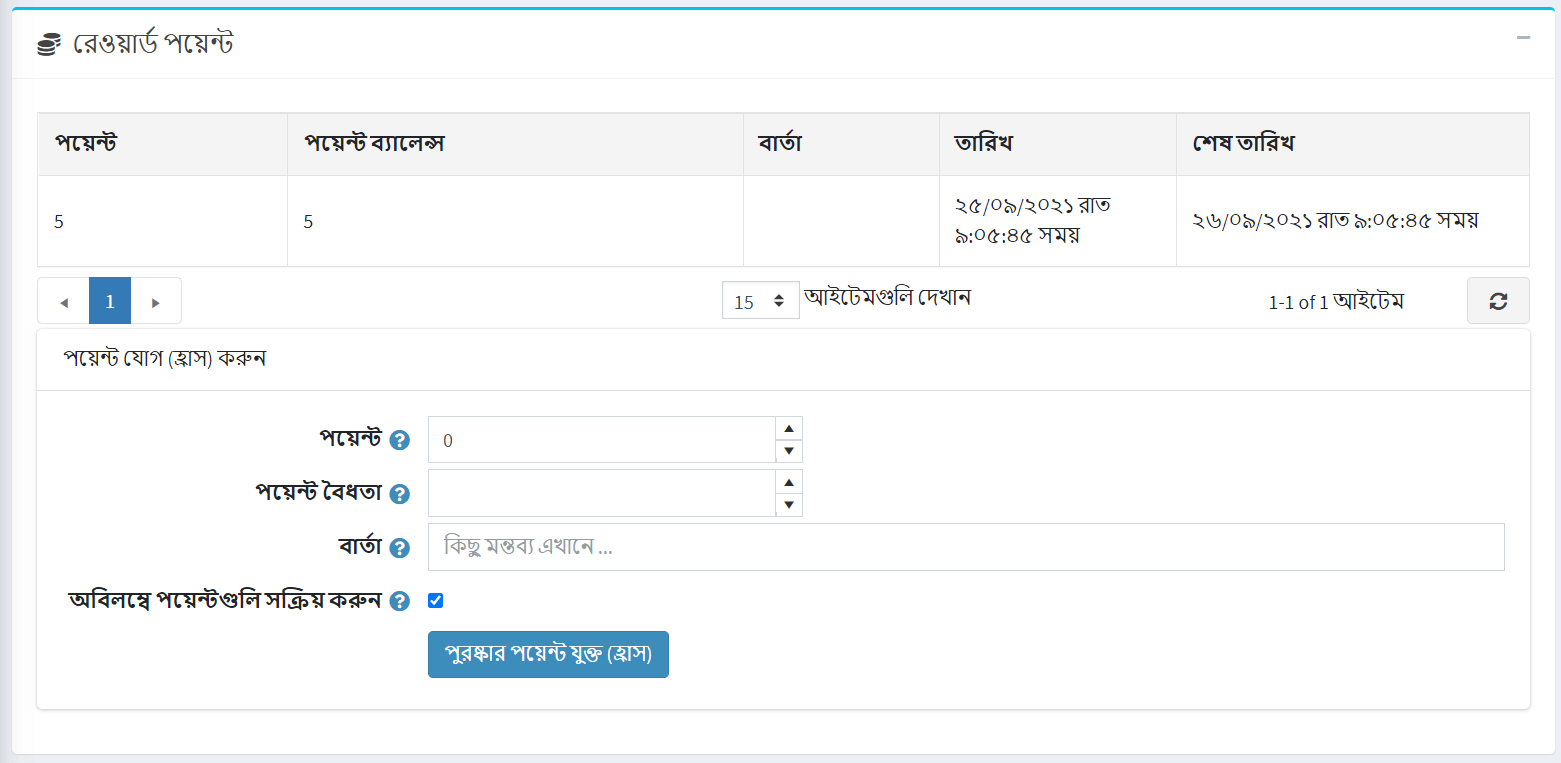 রেওয়ার্ড পয়েন্ট
পয়েন্ট পয়েন্ট ব্যালেন্স বার্তা তারিখ শেষ তারিখ
5 5 ২৫/০৯/২০২১ রাত ২৬/০৯/২০২১ রাত ৯:০৫:৪৫ সময়
৯:০৫:৪৫ সময়
1 15 আইটেমগুলি দেখান 1-1 of 1 আইটেম
পয়েন্ট যোগ (হ্রাস) করুন
পয়েন্ট 0
পয়েন্ট বৈধতা
বার্তা কিছু মন্তব্য এখানে ...
অবিলম্বে পয়েন্টগুলি সক্রিয় করুন
পুরষ্কার পয়েন্ট যুক্ত (হ্রাস)